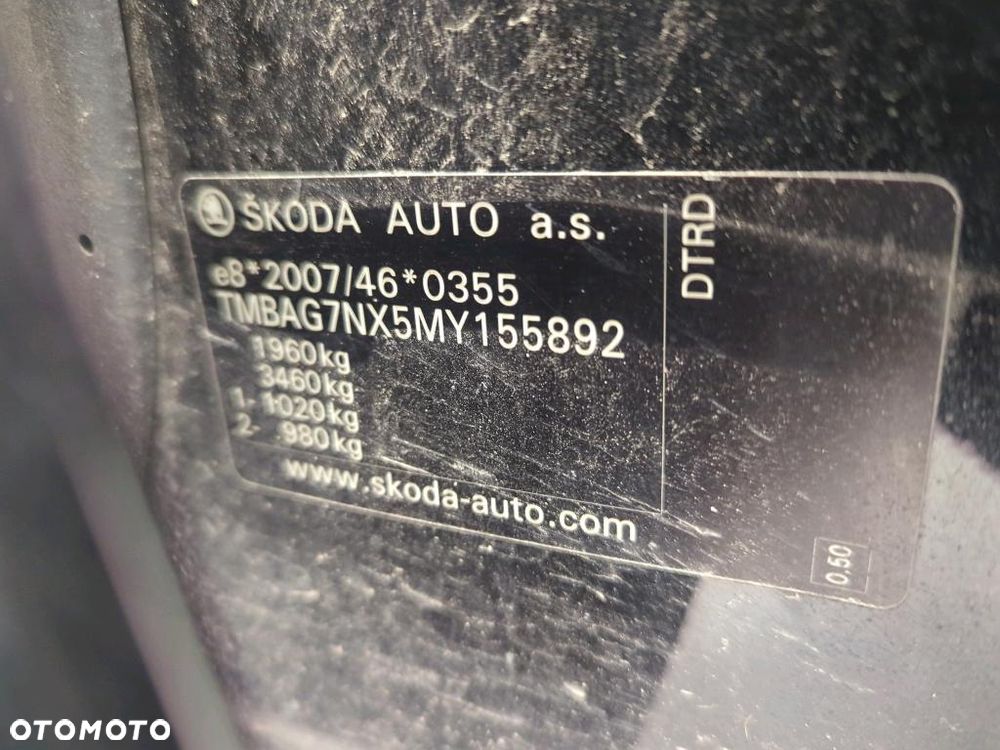 ŠKODA AUTO a.s.
e8*2007/46*0355
TMBAG7NX5MY155892
1960kg
3460kg
1- 1020kg
2- 980kg
www.skoda-auto.com
DTRD
0.50
OTOMOTO